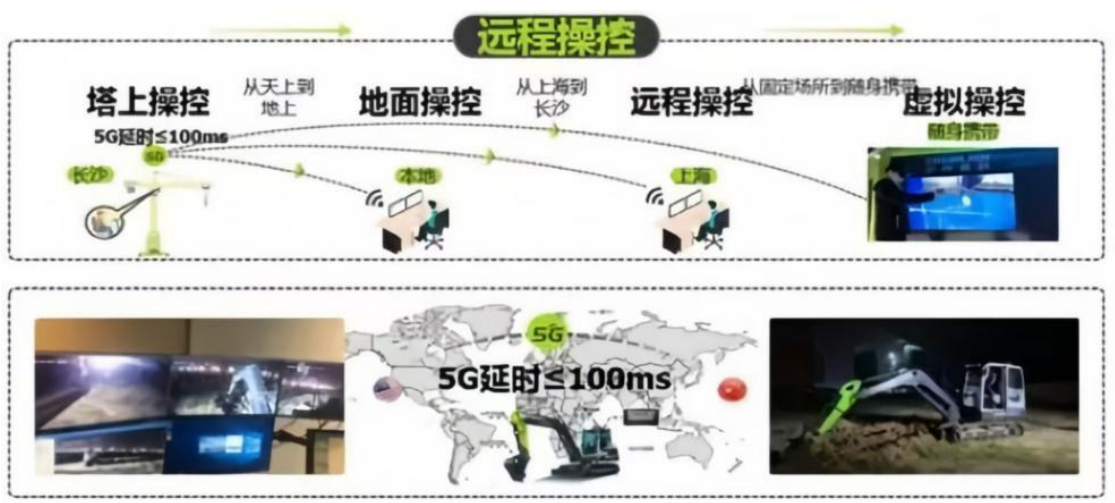 远程操控
塔上操控
从天上到
地上
地面操控
从上海到
长沙
远程操控
从固定场所到随身携带
虚拟操控
5G延时≤100ms
随身携带
5G
长沙
本地
上海
5G
5G延时≤100ms